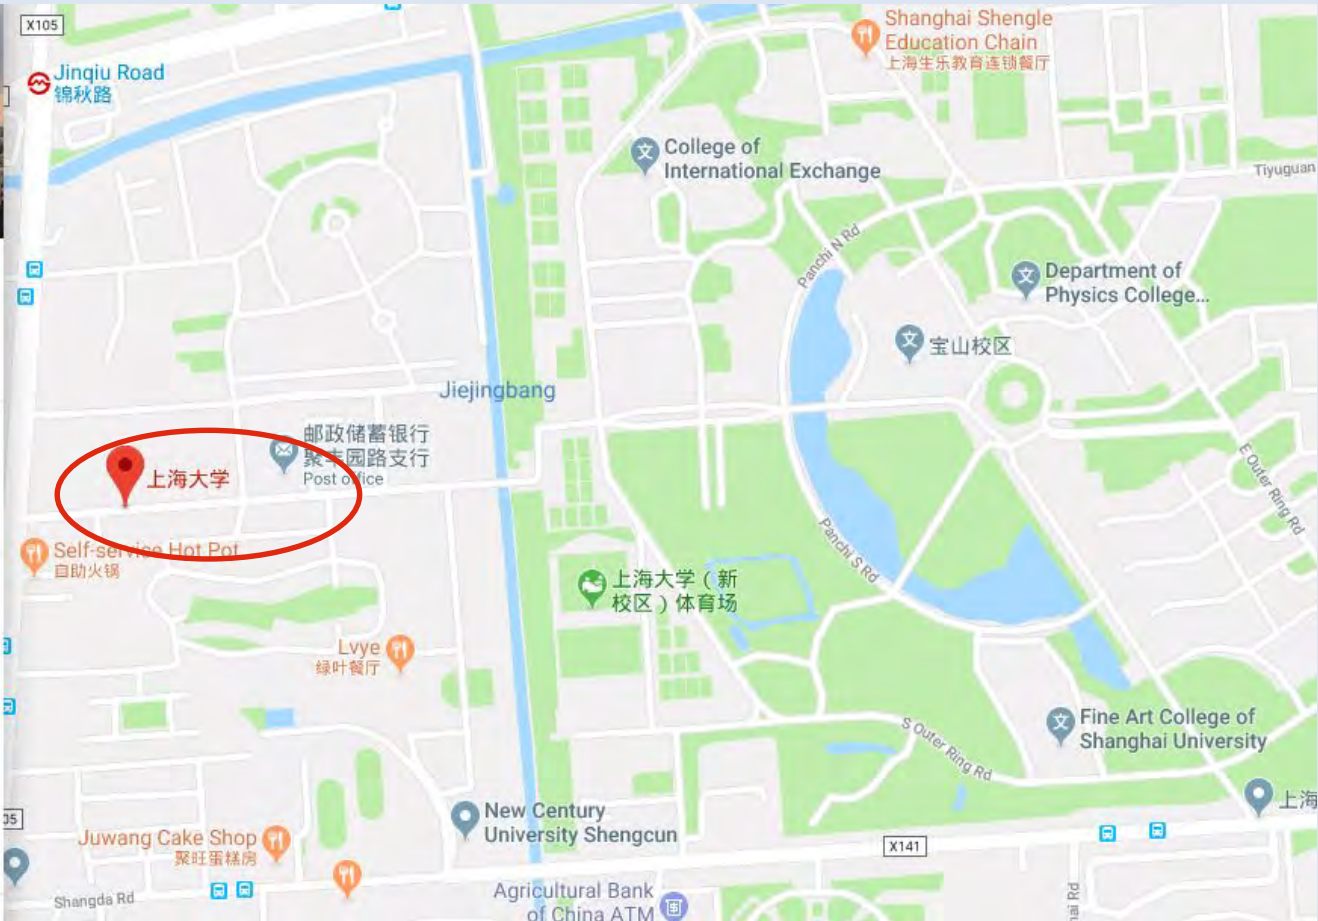 X105
Jinqiu Road
锦秋路
Shanghai Shengle
Education Chain
上海生乐教育连锁餐厅
College of
International Exchange
Tiyuguan
Panchi N Rd
Department of
Physics College...
宝山校区
Jiejingbang
邮政储蓄银行
聚丰园路支行
Post office
上海大学
E Outer Ring Rd
Self-service Hot Pot
自助火锅
Panchi S Rd
上海大学（新
校区）体育场
Lvye
绿叶餐厅
Fine Art College of
Shanghai University
S Outer Ring Rd
上海
New Century
University Shengcun
05
Juwang Cake Shop
聚旺蛋糕房
X141
Shangda Rd
Agricultural Bank
of China ATM
Rd